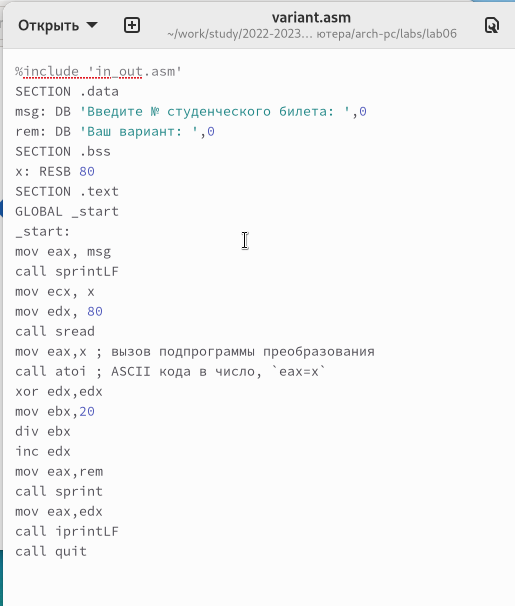 Открыть
variant.asm
~/work/study/2022-2023… ютера/arch-pc/labs/lab06
%include 'in_out.asm'
SECTION .data
msg: DB 'Введите № студенческого билета: ',0
rem: DB 'Ваш вариант: ',0
SECTION .bss
x: RESB 80
SECTION .text
GLOBAL _start
_start:
mov eax, msg
call sprintLF
mov ecx, x
mov edx, 80
call sread
mov eax,x ; вызов подпрограммы преобразования
call atoi ; ASCII кода в число, `eax=x`
xor edx,edx
mov ebx,20
div ebx
inc edx
mov eax,rem
call sprint
mov eax,edx
call iprintLF
call quit